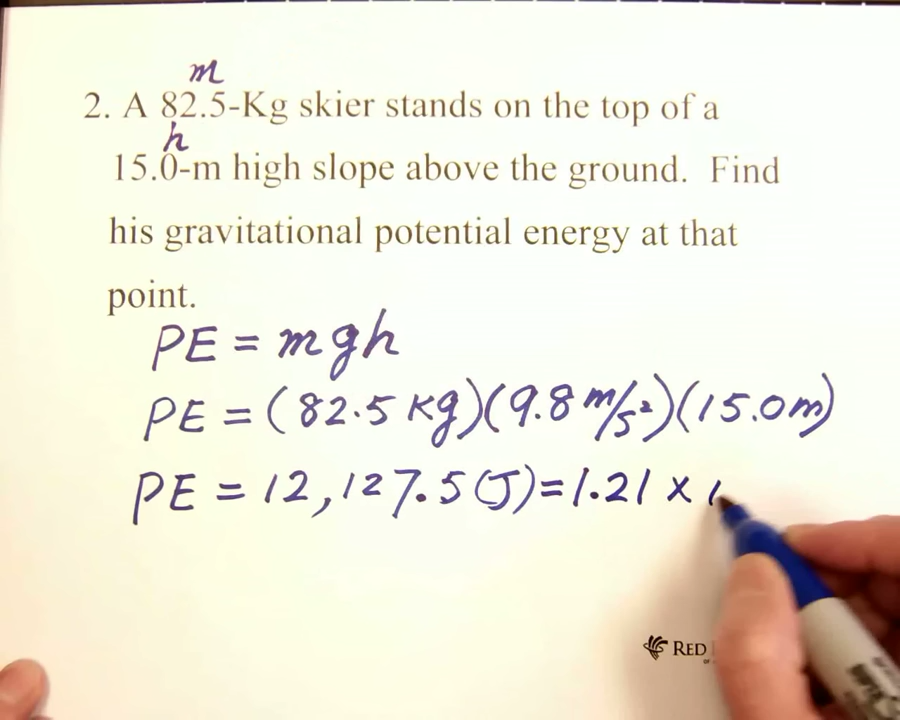 m
2. A 82.5-Kg skier stands on the top of a
h
15.0-m high slope above the ground. Find
his gravitational potential energy at that
point.
PE = mgh
PE = (82.5 Kg)(9.8 m/s²)(15.0m)
PE = 12,127.5 (J) = 1.21 × 1
RED